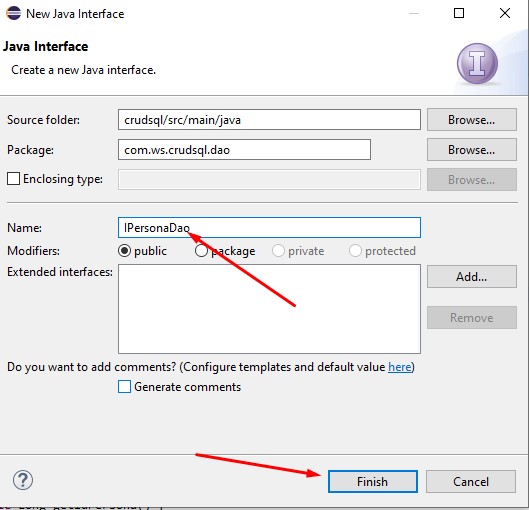 New Java Interface
Java Interface
Create a new Java interface.
I
Source folder: crudsql/src/main/java Browse...
Package: com.ws.crudsql.dao Browse...
Enclosing type: Browse...
Name: IPersonaDao
Modifiers: public package private protected
Extended interfaces: Add...
Remove
Do you want to add comments? (Configure templates and default value here)
Generate comments
? Finish Cancel